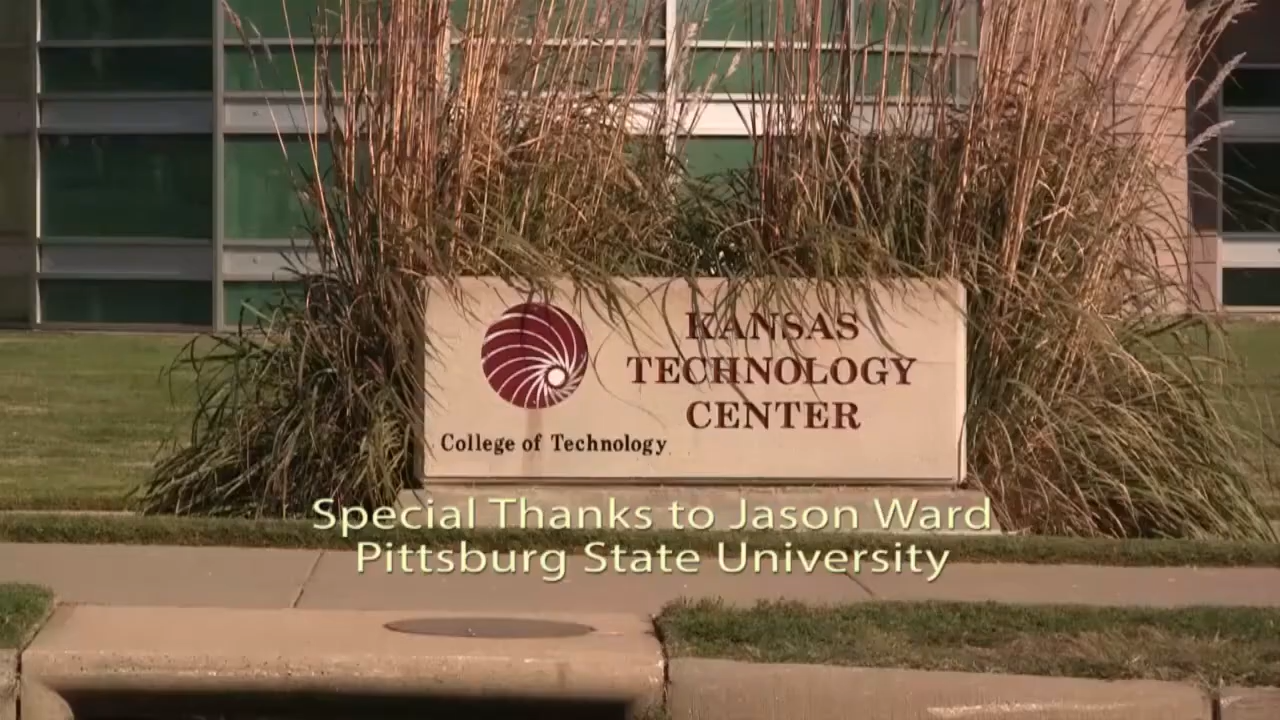 KANSAS
TECHNOLOGY
CENTER
College of Technology
Special Thanks to Jason Ward
Pittsburg State University